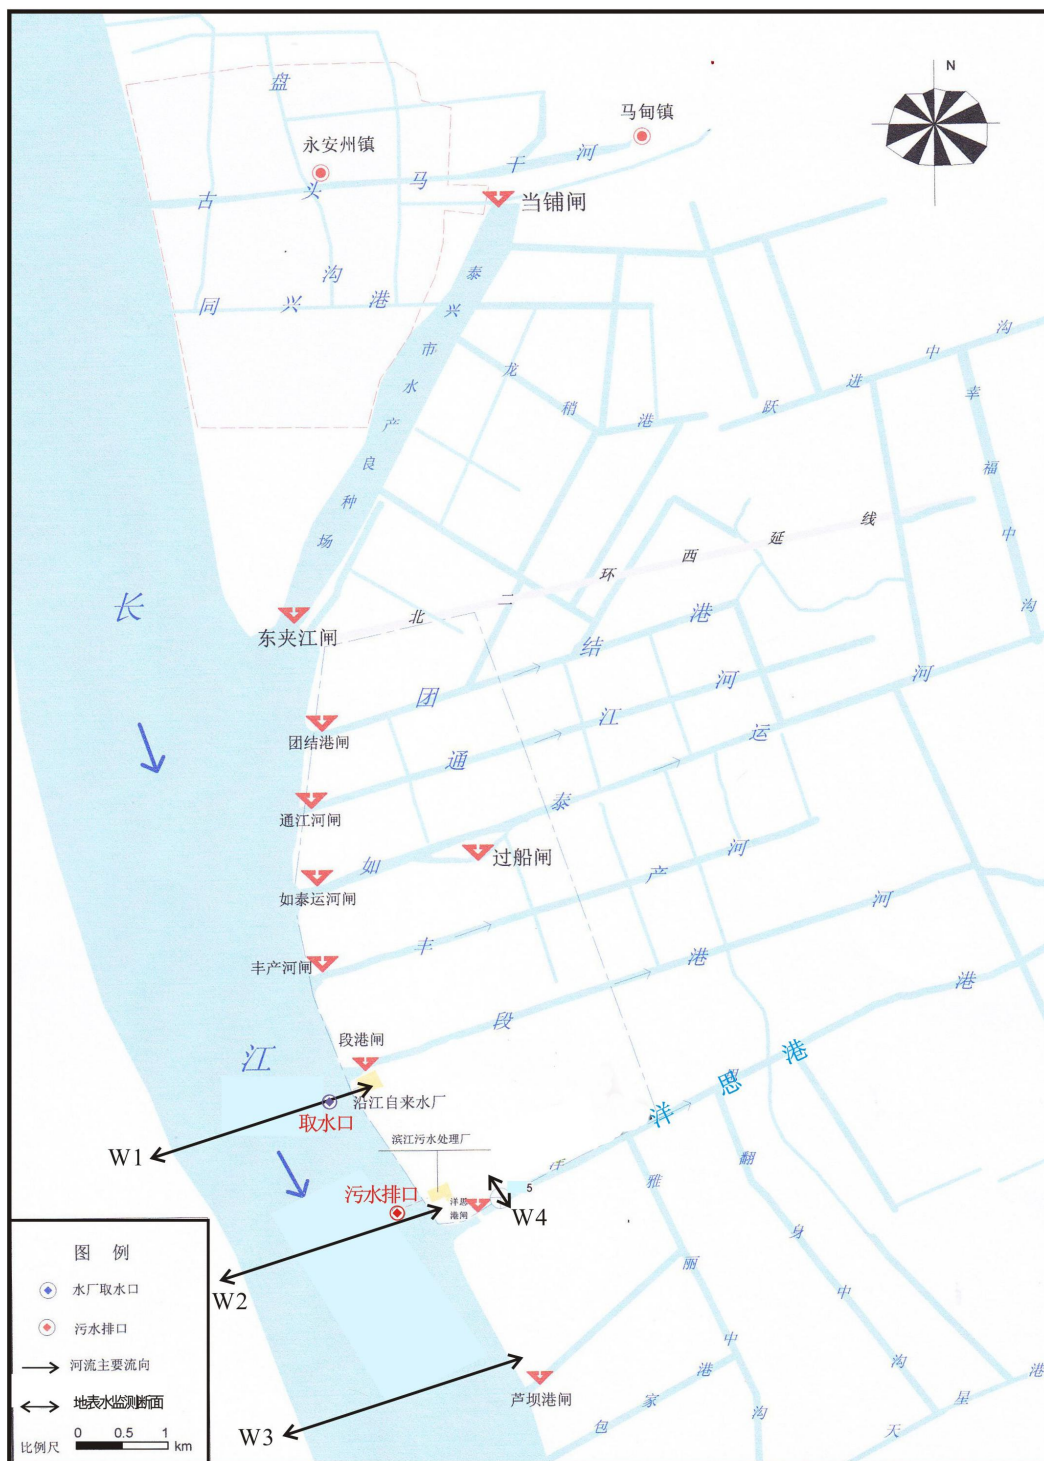 N
盘
马甸镇
永安州镇
古头马干河
当铺闸
沟
同兴港
泰兴市水产良种场
龙稍港
跃进中沟
幸福中沟
北二环西延线
长
东夹江闸
团结港
团结港闸
通江河
通江河闸
如泰运河
过船闸
如泰运河闸
丰产河
丰产河闸
段港河
段港闸
江
沿江自来水厂
取水口
W1
洋思港
港
滨江污水处理厂
污水排口
洋思
港闸
5
W4
W2
雅丽中沟
翻身中沟
芦坝港闸
包家港
天星港
W3
图 例
水厂取水口
污水排口
河流主要流向
地表水监测断面
比例尺
0 0.5 1
km